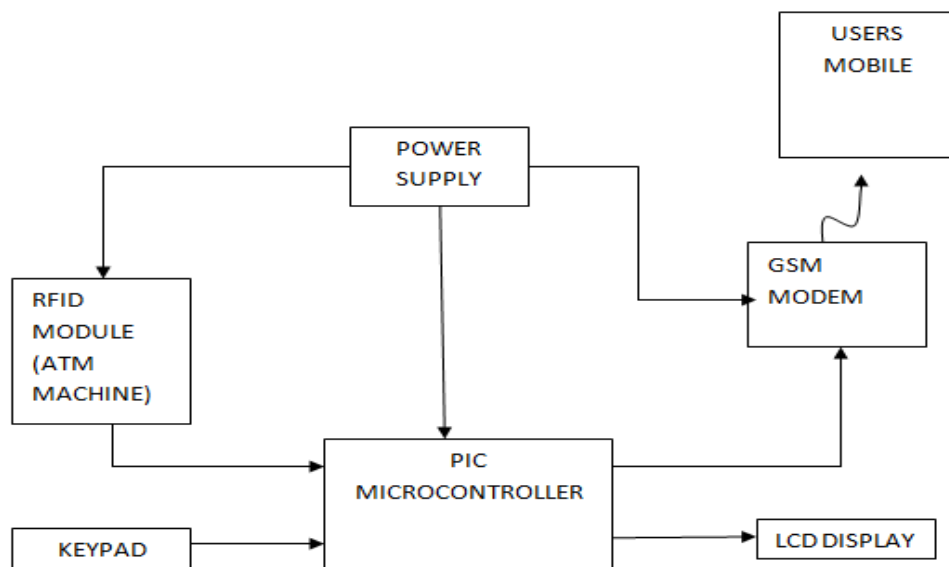 USERS
MOBILE
POWER
SUPPLY
GSM
MODEM
RFID
MODULE
(ATM
MACHINE)
PIC
MICROCONTROLLER
KEYPAD
LCD DISPLAY